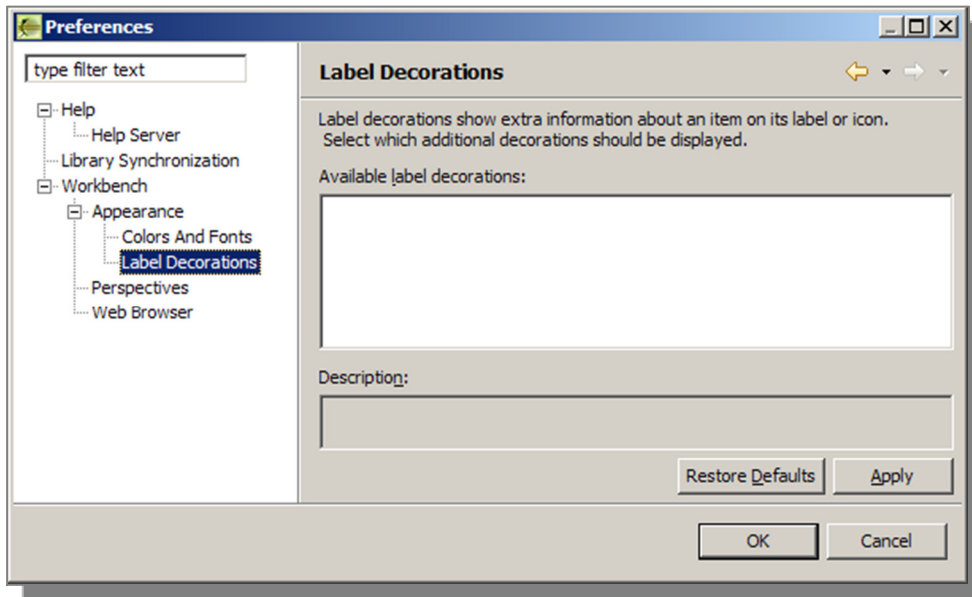 Preferences
type filter text
Help
Help Server
Library Synchronization
Workbench
Appearance
Colors And Fonts
Label Decorations
Perspectives
Web Browser
Label Decorations
Label decorations show extra information about an item on its label or icon.
Select which additional decorations should be displayed.
Available label decorations:
Description:
Restore Defaults
Apply
OK
Cancel